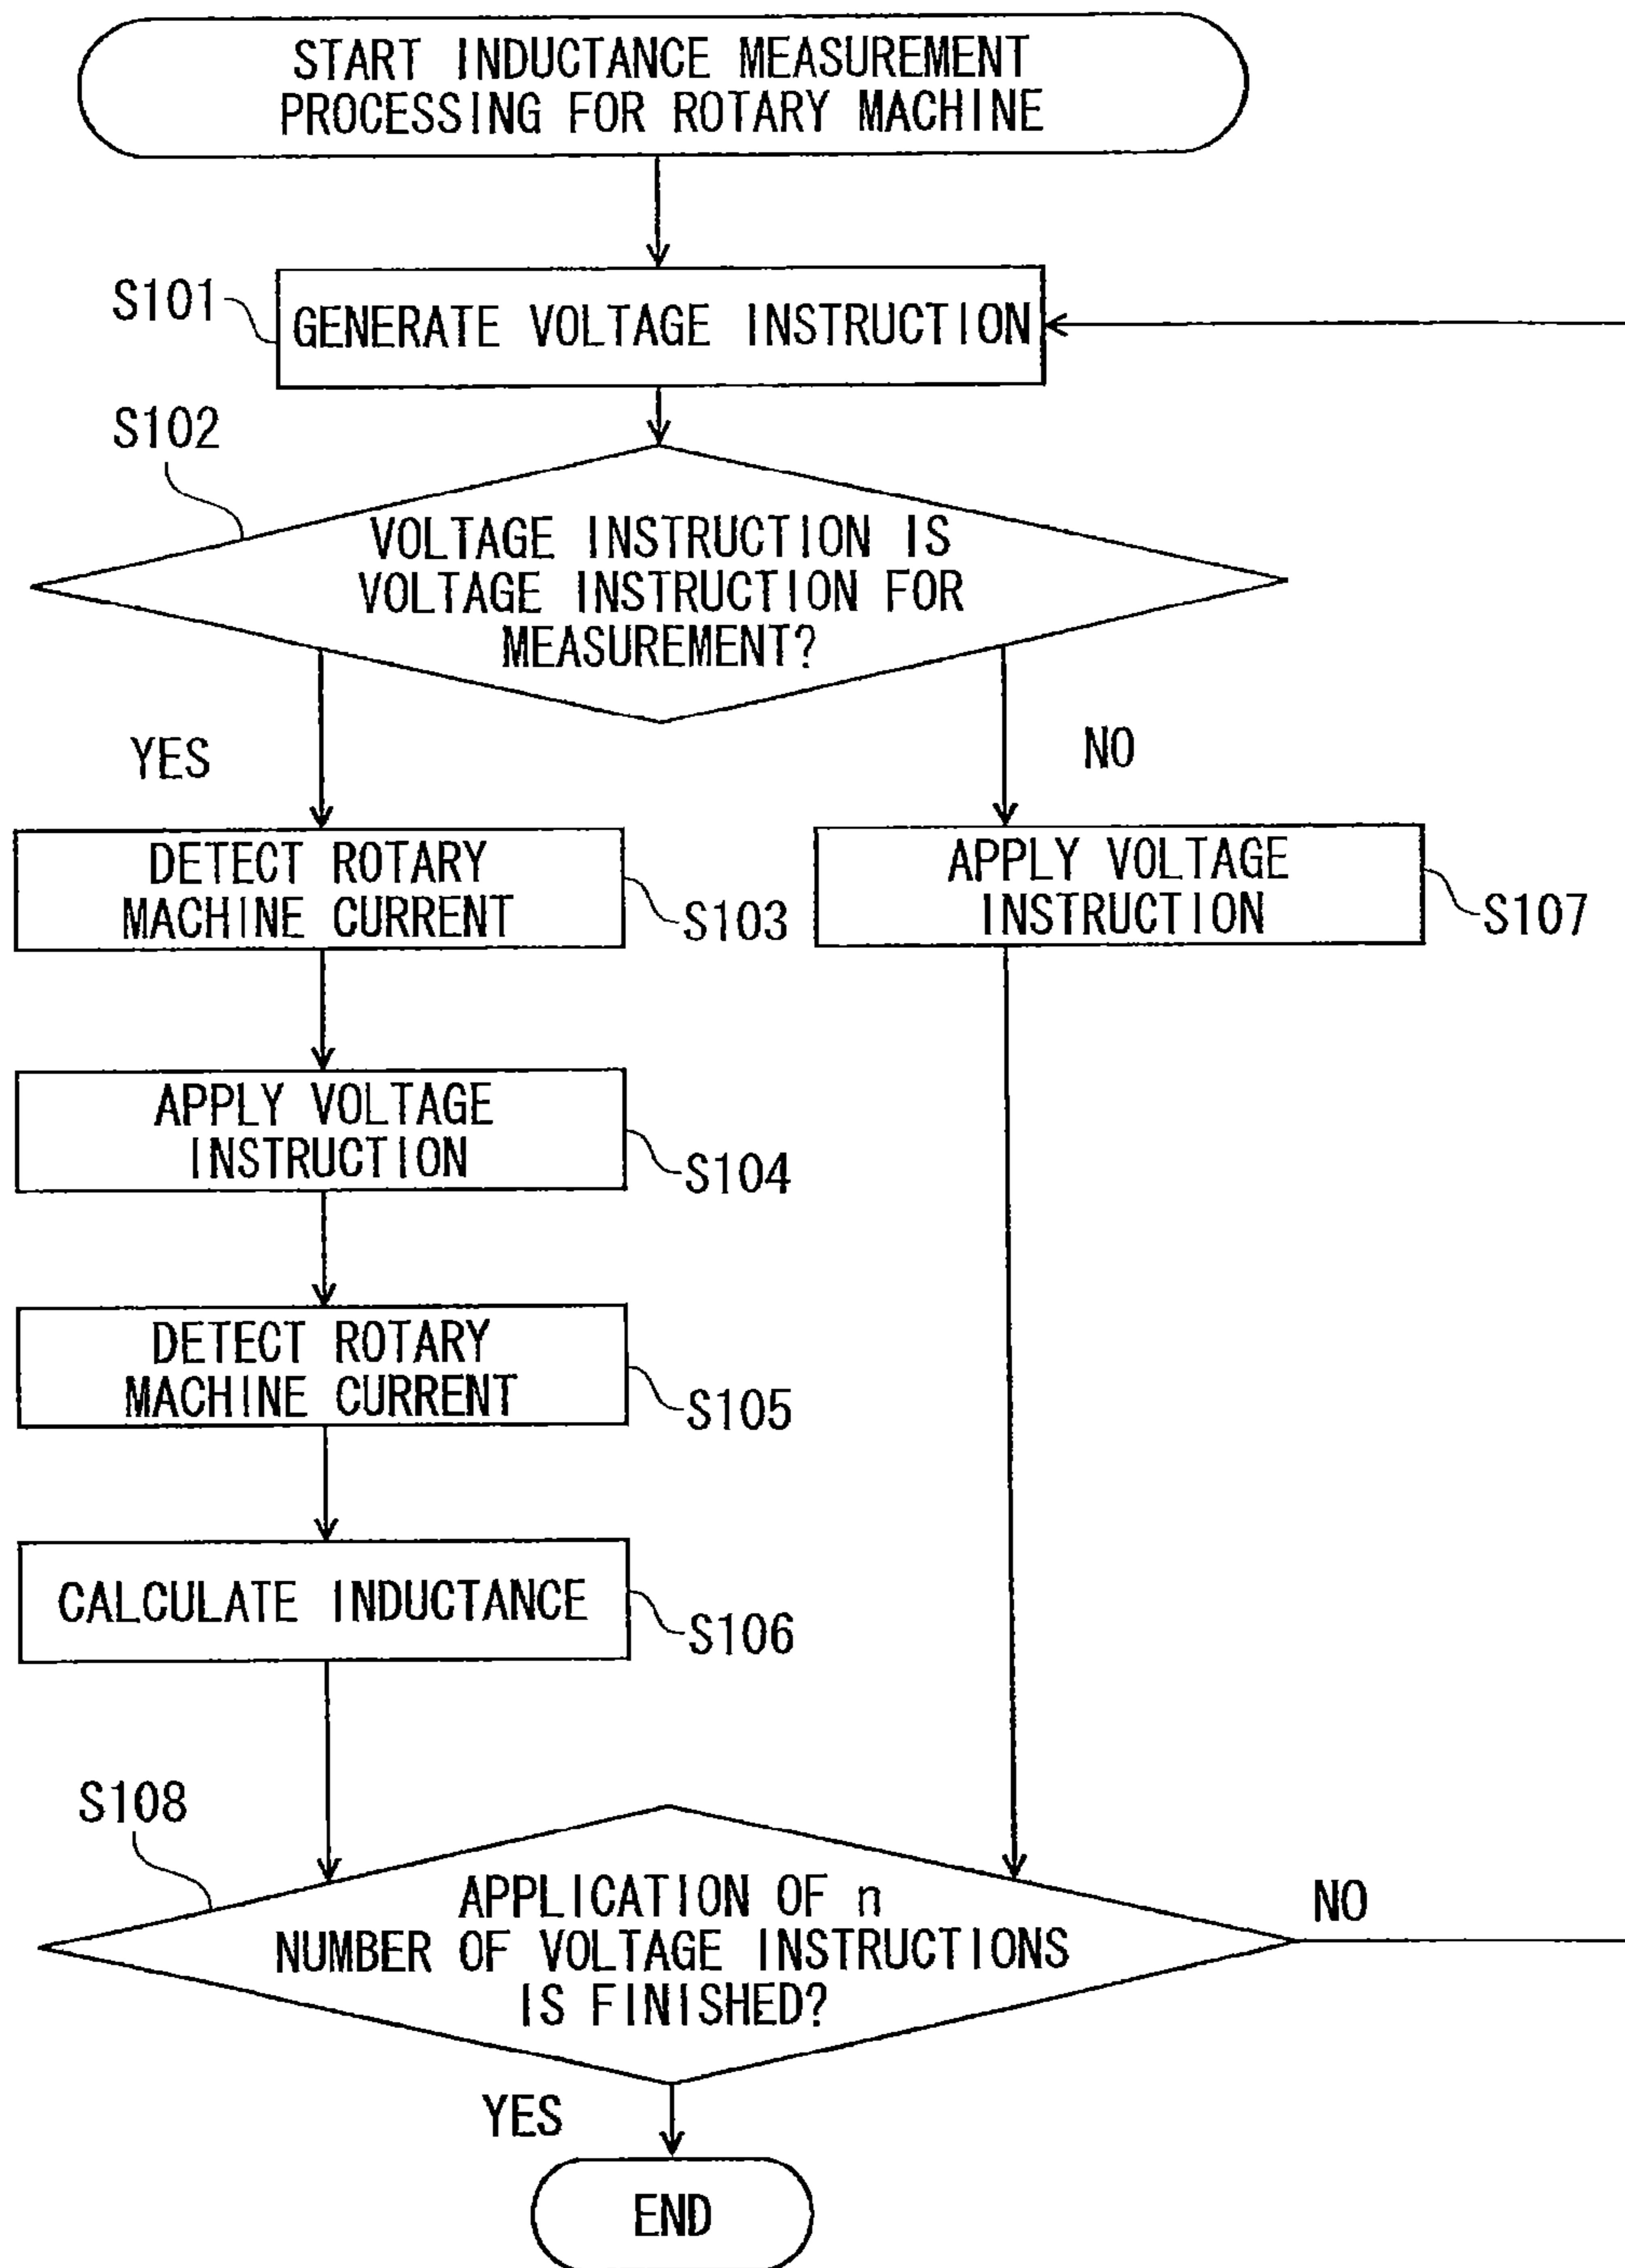 START INDUCTANCE MEASUREMENT
PROCESSING FOR ROTARY MACHINE
S101
GENERATE VOLTAGE INSTRUCTION
S102
VOLTAGE INSTRUCTION IS
VOLTAGE INSTRUCTION FOR
MEASUREMENT?
YES
NO
DETECT ROTARY
MACHINE CURRENT
S103
APPLY VOLTAGE
INSTRUCTION
S107
APPLY VOLTAGE
INSTRUCTION
S104
DETECT ROTARY
MACHINE CURRENT
S105
CALCULATE INDUCTANCE
S106
S108
APPLICATION OF n
NUMBER OF VOLTAGE INSTRUCTIONS
IS FINISHED?
NO
YES
END